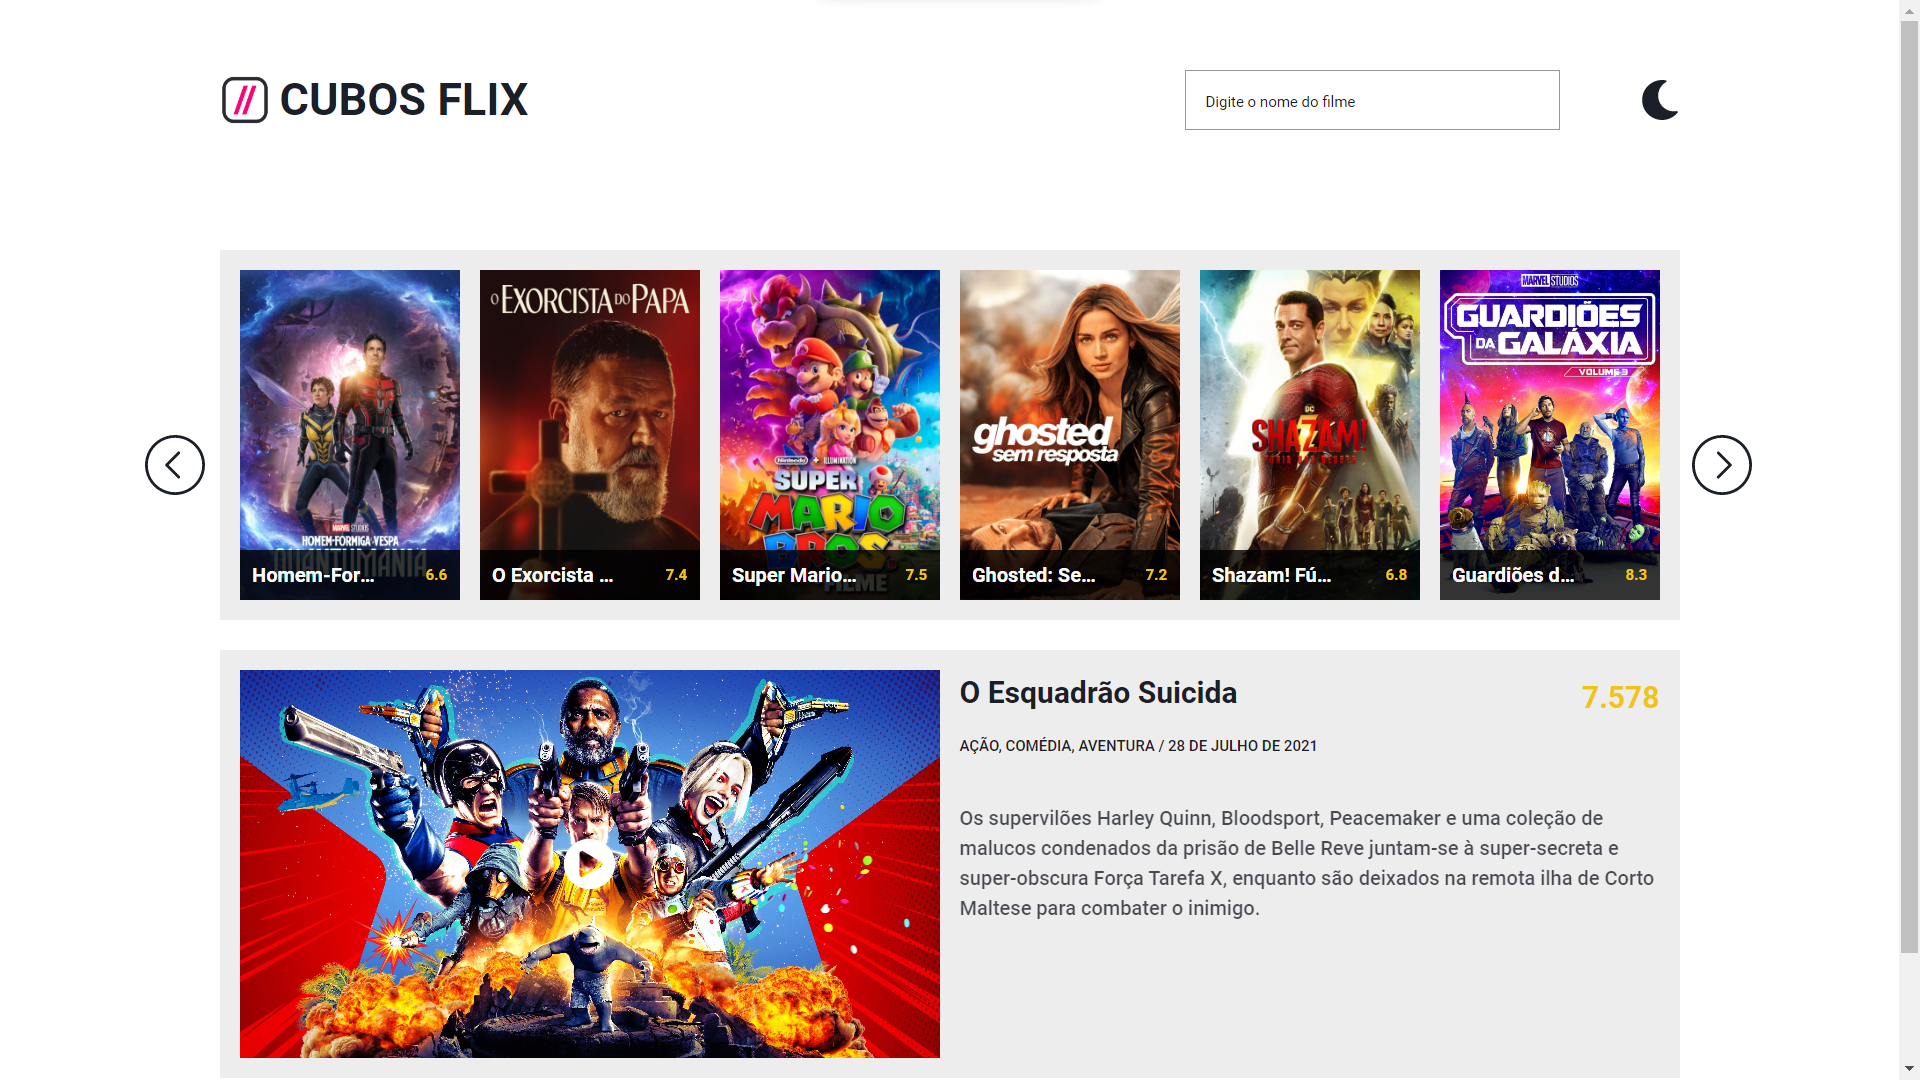 // CUBOS FLIX
Digite o nome do filme
MARVEL STUDIOS
HOMEM-FORMIGA E VESPA
QUANTUMANIA
Homem-For... 6.6
O EXORCISTA DO PAPA
O Exorcista ... 7.4
Nintendo + ILLUMINATION
SUPER
MARIO
BROS
FILME
Super Mario... 7.5
ghosted
sem resposta
Ghosted: Se... 7.2
DC
SHAZAM!
FÚRIA DOS DEUSES
Shazam! Fú... 6.8
MARVEL STUDIOS
GUARDIÕES
DA GALÁXIA
VOLUME 3
Guardiões d... 8.3
O Esquadrão Suicida
7.578
AÇÃO, COMÉDIA, AVENTURA / 28 DE JULHO DE 2021
Os supervilões Harley Quinn, Bloodsport, Peacemaker e uma coleção de
malucos condenados da prisão de Belle Reve juntam-se à super-secreta e
super-obscura Força Tarefa X, enquanto são deixados na remota ilha de Corto
Maltese para combater o inimigo.